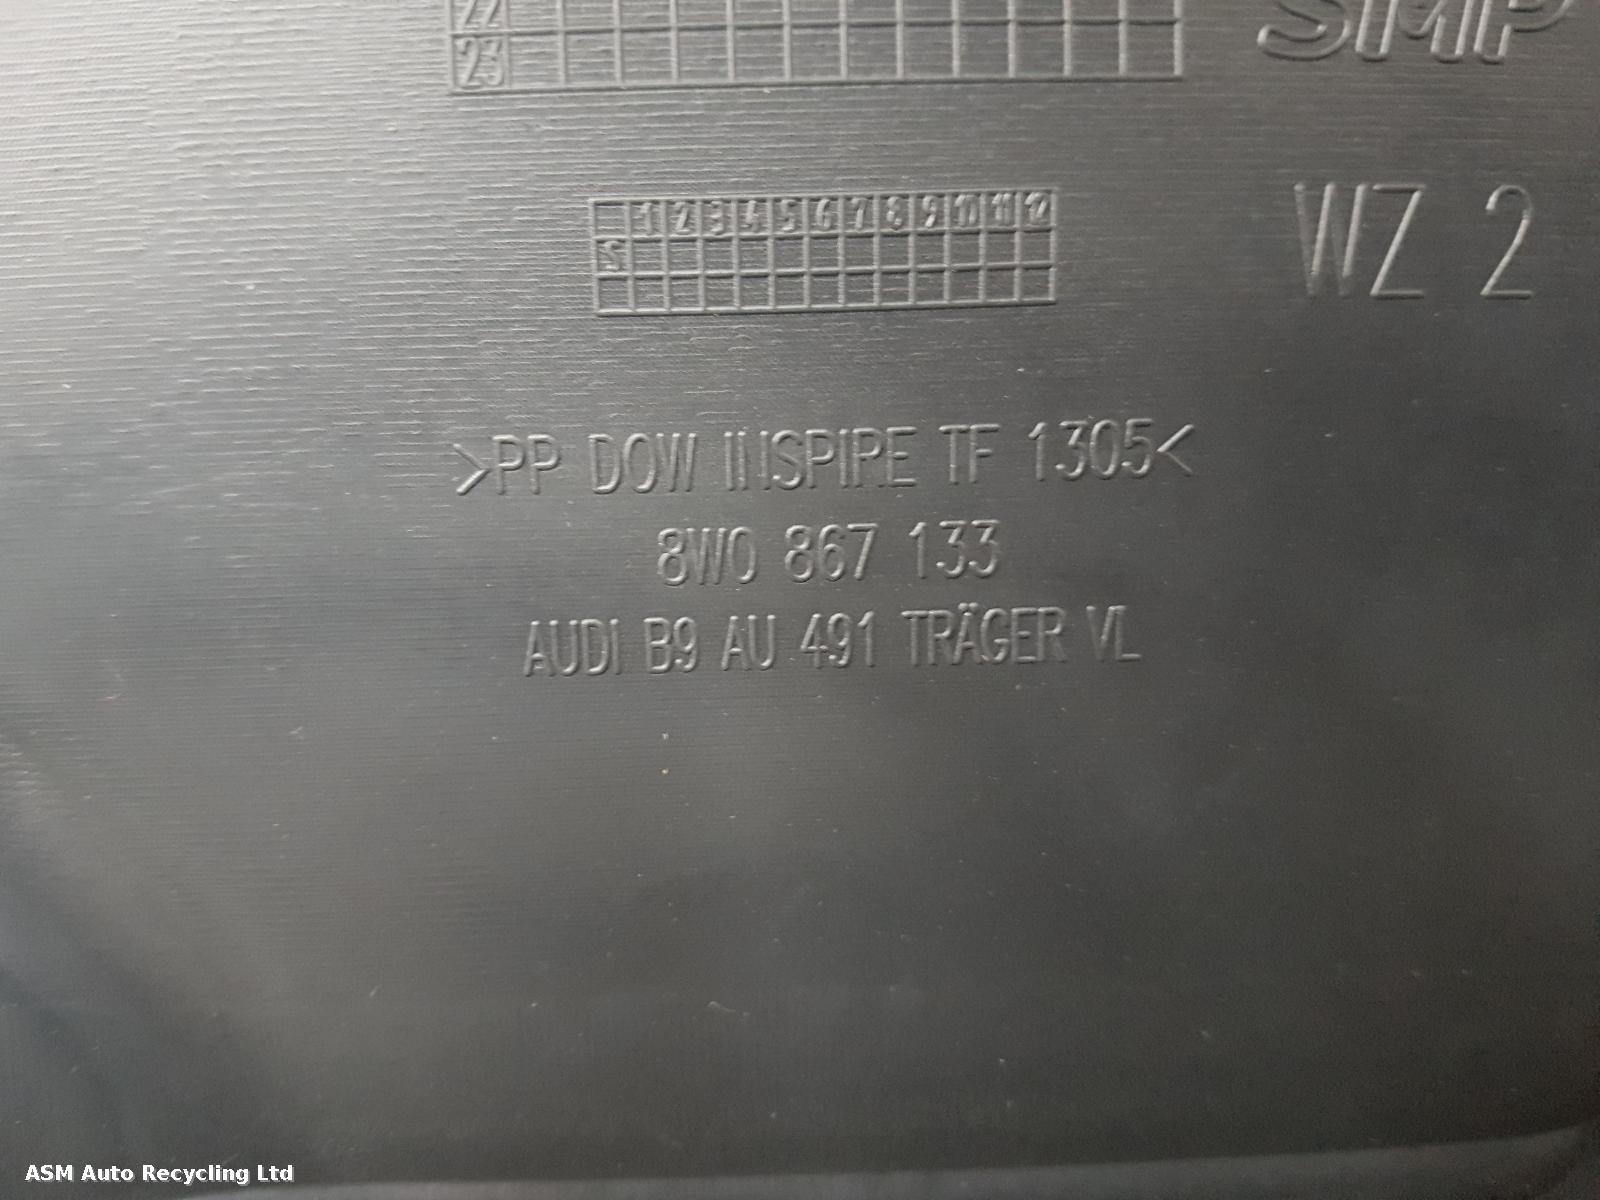 22
23
SMP
1 2 3 4 5 6 7 8 9 10 11 12
S
WZ 2
>PP DOW INSPIRE TF 1305<
8W0 867 133
AUDI B9 AU 491 TRÄGER VL
ASM Auto Recycling Ltd